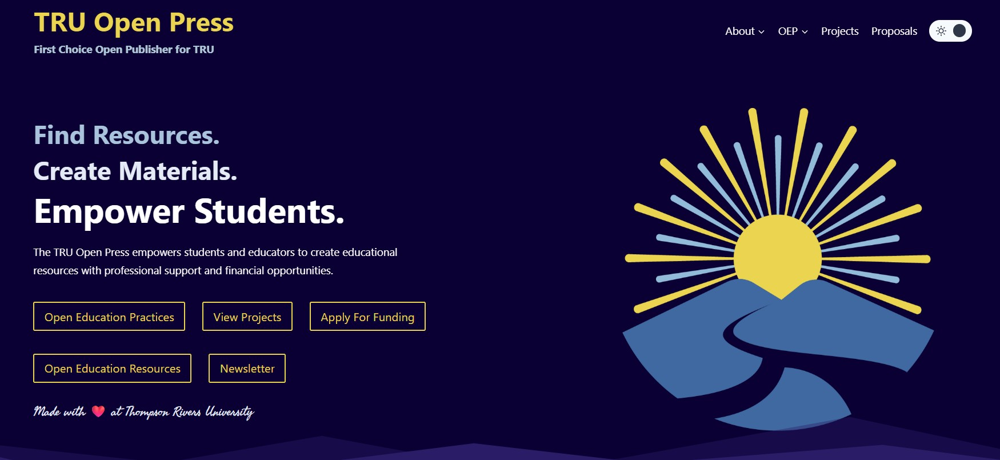 TRU Open Press
First Choice Open Publisher for TRU
About OEP Projects Proposals
Find Resources.
Create Materials.
Empower Students.
The TRU Open Press empowers students and educators to create educational
resources with professional support and financial opportunities.
Open Education Practices View Projects Apply For Funding
Open Education Resources Newsletter
Made with ❤️ at Thompson Rivers University